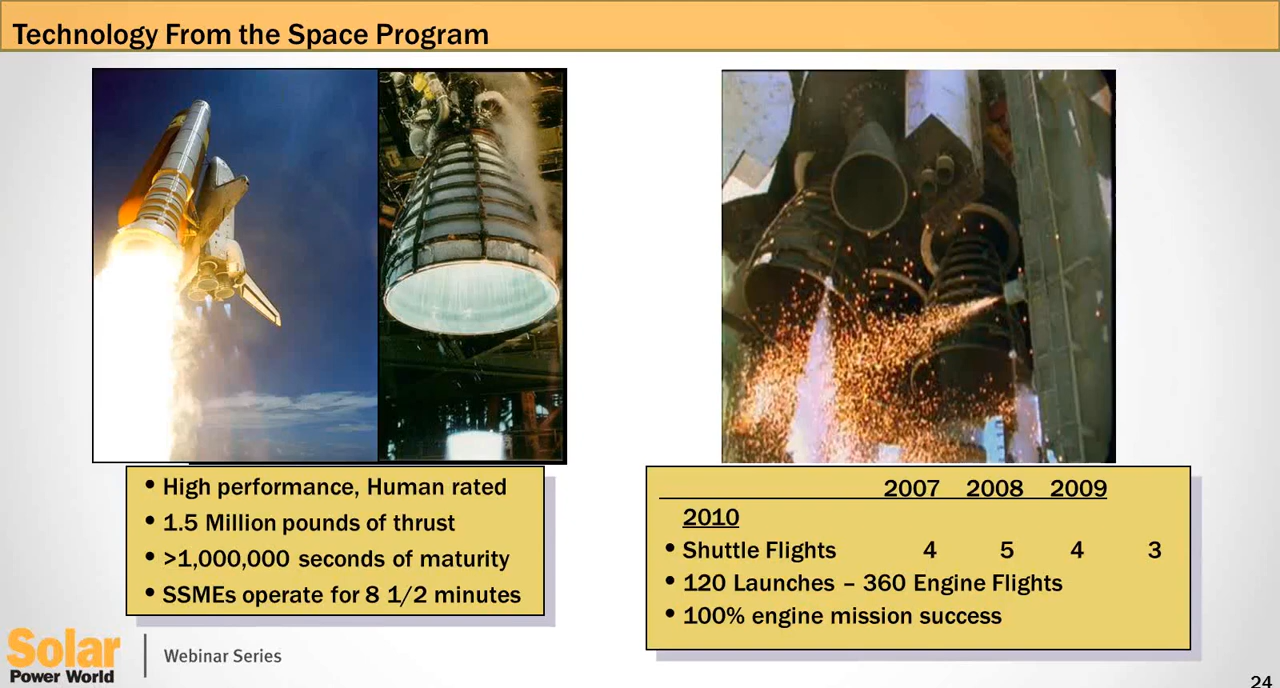 Technology From the Space Program
• High performance, Human rated
• 1.5 Million pounds of thrust
• >1,000,000 seconds of maturity
• SSMEs operate for 8 1/2 minutes
2007 2008 2009
2010
• Shuttle Flights 4 5 4 3
• 120 Launches – 360 Engine Flights
• 100% engine mission success
Solar
Power World
Webinar Series
24